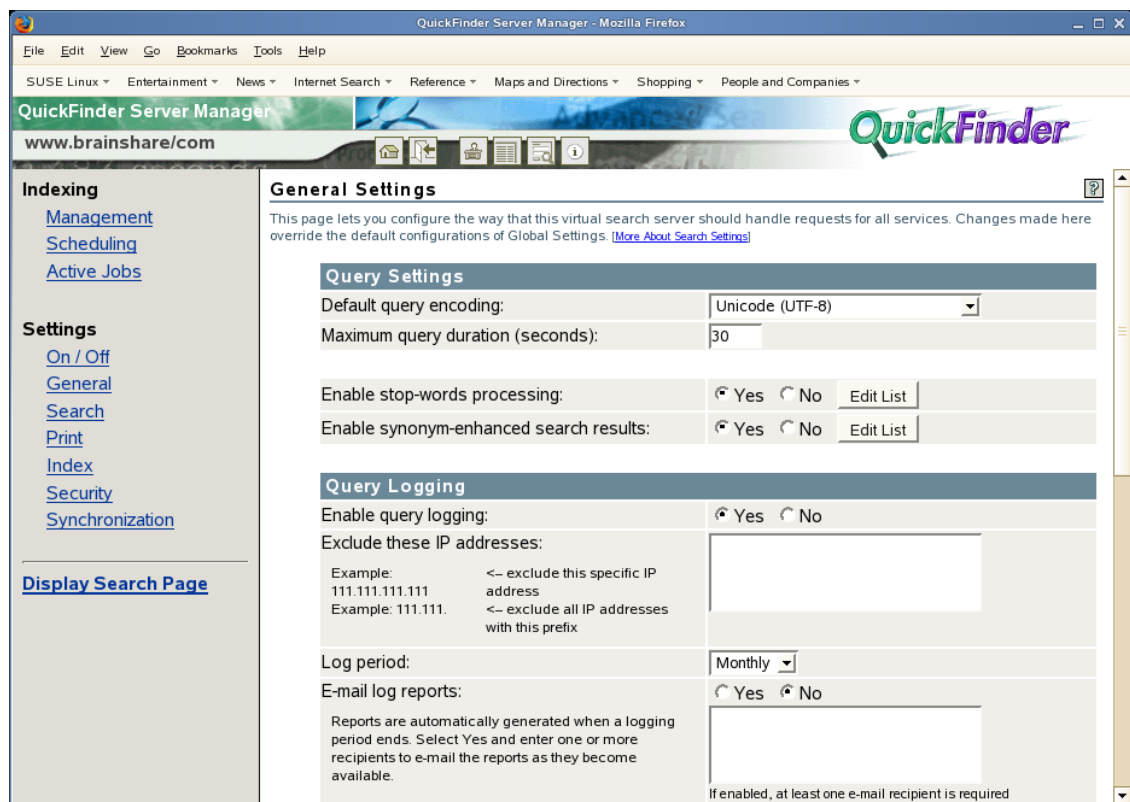 QuickFinder Server Manager - Mozilla Firefox
File Edit View Go Bookmarks Tools Help
SUSE Linux Entertainment News Internet Search Reference Maps and Directions Shopping People and Companies
QuickFinder Server Manager
www.brainshare/com
QuickFinder
Indexing
Management
Scheduling
Active Jobs
Settings
On / Off
General
Search
Print
Index
Security
Synchronization
Display Search Page
General Settings
?
This page lets you configure the way that this virtual search server should handle requests for all services. Changes made here
override the default configurations of Global Settings. [More About Search Settings]
Query Settings
Default query encoding: Unicode (UTF-8)
Maximum query duration (seconds): 30
Enable stop-words processing: Yes No Edit List
Enable synonym-enhanced search results: Yes No Edit List
Query Logging
Enable query logging: Yes No
Exclude these IP addresses:
Example: <– exclude this specific IP
111.111.111.111 address
Example: 111.111. <– exclude all IP addresses
with this prefix
Log period: Monthly
E-mail log reports: Yes No
Reports are automatically generated when a logging
period ends. Select Yes and enter one or more
recipients to e-mail the reports as they become
available.
If enabled, at least one e-mail recipient is required